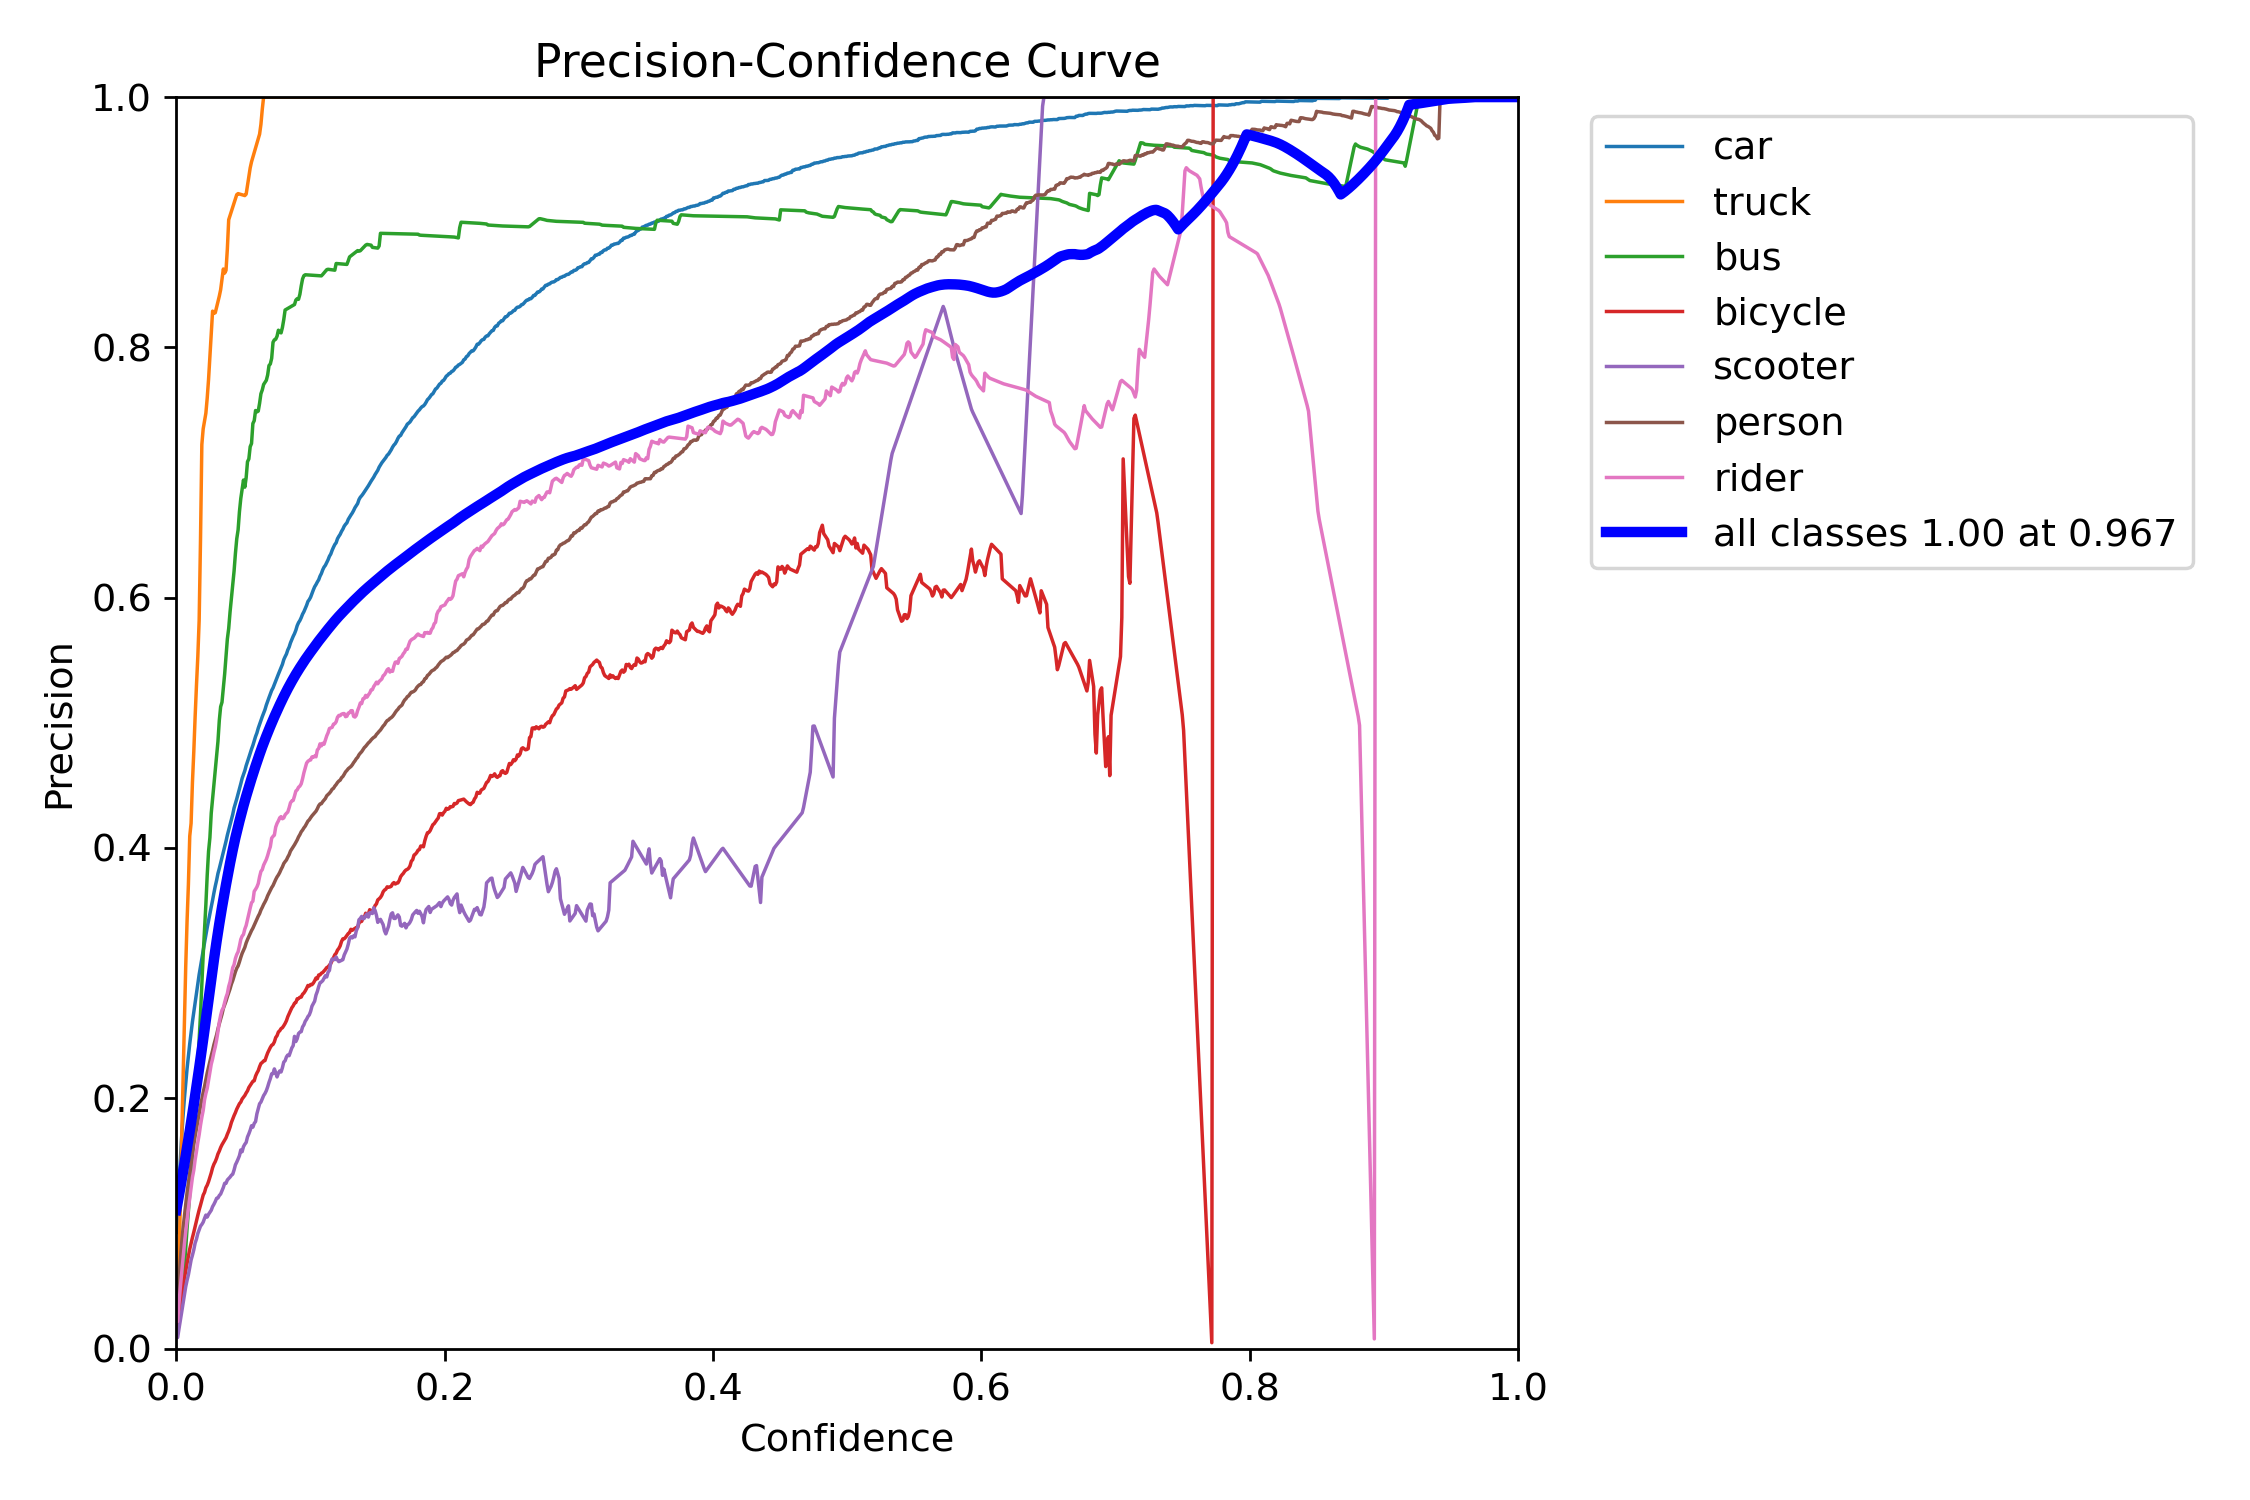 Precision-Confidence Curve
1.0
0.8
0.6
0.4
0.2
0.0
Precision
0.0 0.2 0.4 0.6 0.8 1.0
Confidence
car
truck
bus
bicycle
scooter
person
rider
all classes 1.00 at 0.967